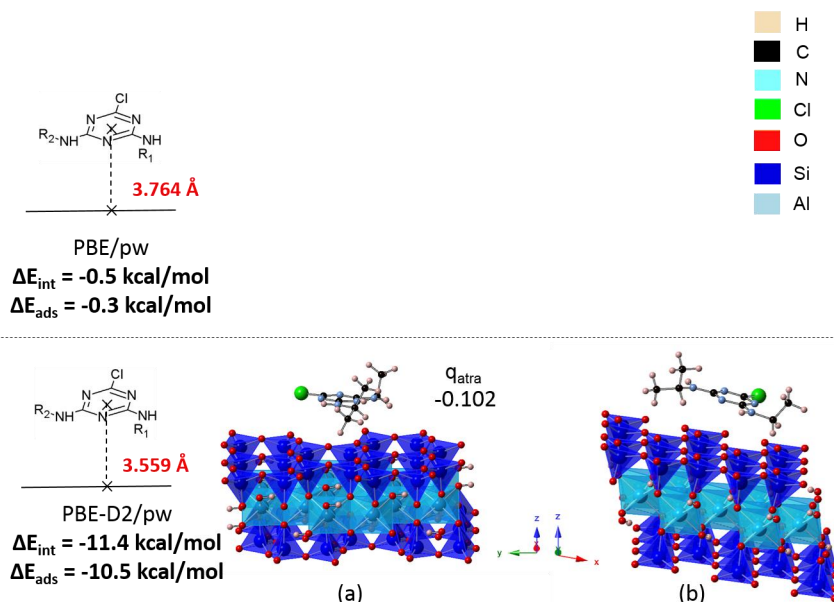 H
C
N
Cl
O
Si
Al
Cl
N N
R2-NH N NH
R1
3.764 Å
PBE/pw
ΔEint = -0.5 kcal/mol
ΔEads = -0.3 kcal/mol
Cl
N N
R2-NH N NH
R1
3.559 Å
PBE-D2/pw
ΔEint = -11.4 kcal/mol
ΔEads = -10.5 kcal/mol
qatra
-0.102
z z
y x
(a) (b)